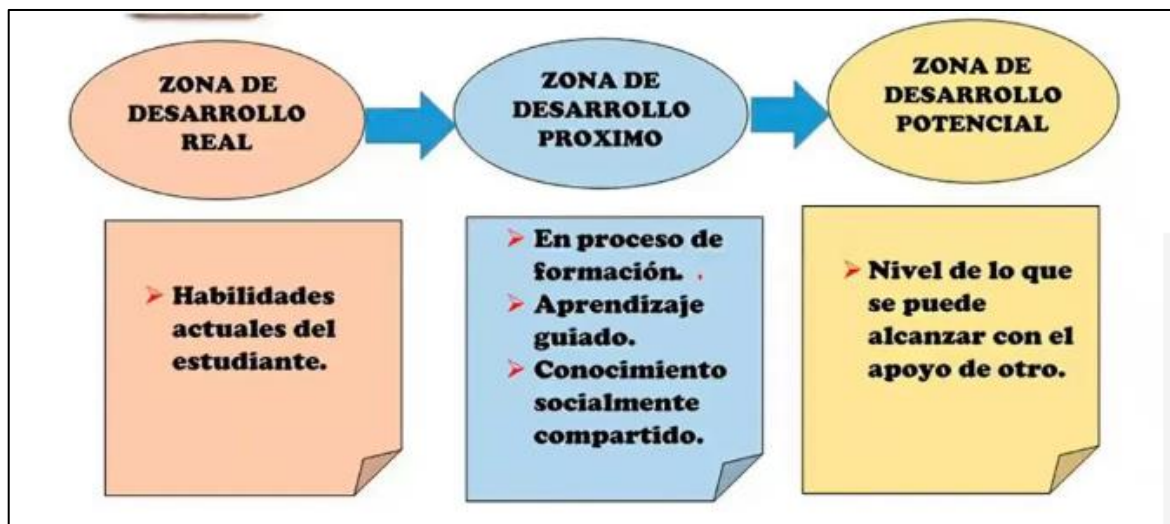 ZONA DE
DESARROLLO
REAL
ZONA DE
DESARROLLO
PROXIMO
ZONA DE
DESARROLLO
POTENCIAL
➤ Habilidades
actuales del
estudiante.
➤ En proceso de
formación.
➤ Aprendizaje
guiado.
➤ Conocimiento
socialmente
compartido.
➤ Nivel de lo que
se puede
alcanzar con el
apoyo de otro.